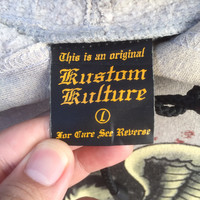 This is an original
Kustom
Kulture
L
For Care See Reverse